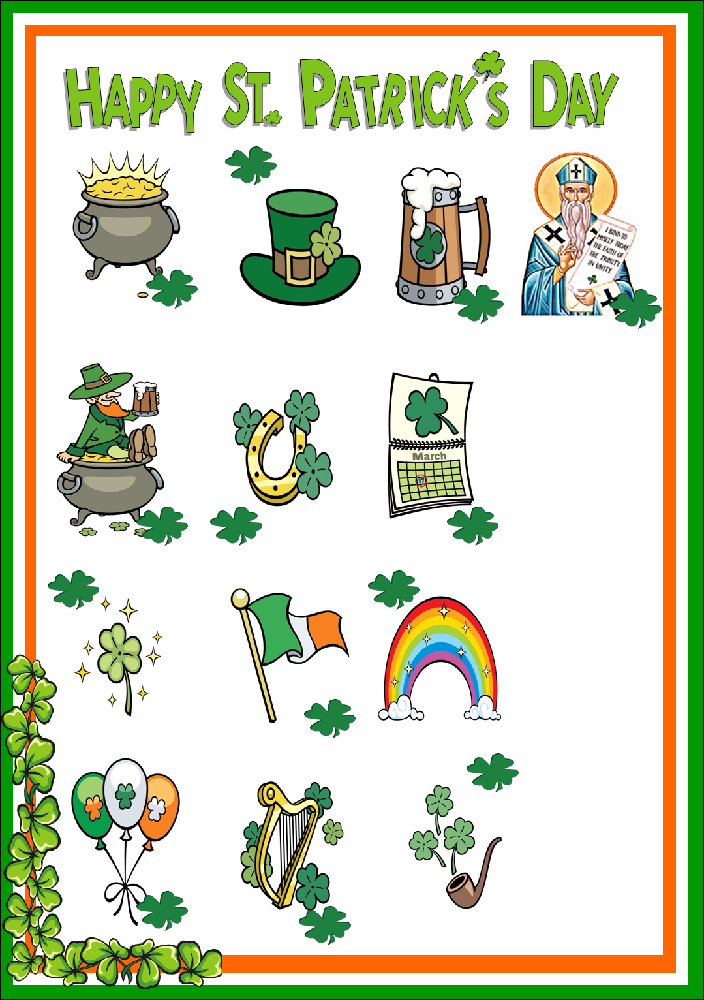 HAPPY ST. PATRICK'S DAY
I BIND TO
MYSELF TODAY
THE FAITH OF
THE TRINITY
IN UNITY.
March
17